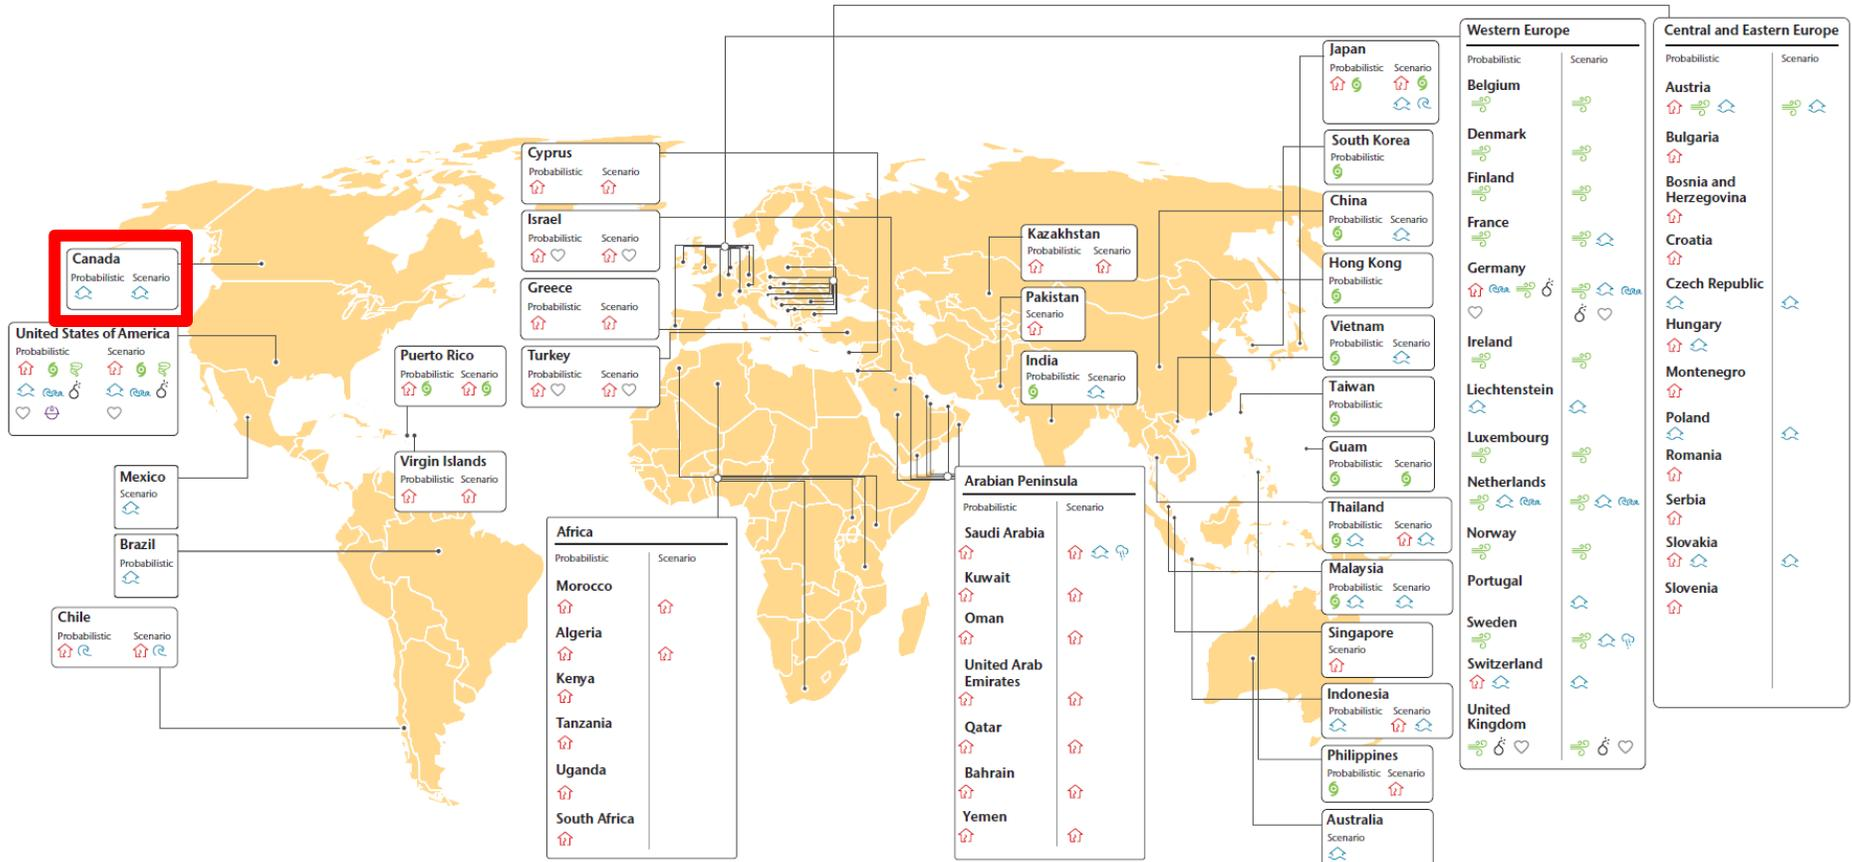 Canada
Probabilistic Scenario
United States of America
Probabilistic Scenario
Mexico
Scenario
Brazil
Probabilistic
Chile
Probabilistic Scenario
Puerto Rico
Probabilistic Scenario
Virgin Islands
Probabilistic Scenario
Cyprus
Probabilistic Scenario
Israel
Probabilistic Scenario
Greece
Probabilistic Scenario
Turkey
Probabilistic Scenario
Africa
Probabilistic Scenario
Morocco
Algeria
Kenya
Tanzania
Uganda
South Africa
Kazakhstan
Probabilistic Scenario
Pakistan
Scenario
India
Probabilistic Scenario
Arabian Peninsula
Probabilistic Scenario
Saudi Arabia
Kuwait
Oman
United Arab
Emirates
Qatar
Bahrain
Yemen
Japan
Probabilistic Scenario
South Korea
Probabilistic
China
Probabilistic Scenario
Hong Kong
Probabilistic
Vietnam
Probabilistic Scenario
Taiwan
Probabilistic
Guam
Probabilistic Scenario
Thailand
Probabilistic Scenario
Malaysia
Probabilistic Scenario
Singapore
Scenario
Indonesia
Probabilistic Scenario
Philippines
Probabilistic Scenario
Australia
Scenario
Western Europe
Probabilistic Scenario
Belgium
Denmark
Finland
France
Germany
Ireland
Liechtenstein
Luxembourg
Netherlands
Norway
Portugal
Sweden
Switzerland
United
Kingdom
Central and Eastern Europe
Probabilistic Scenario
Austria
Bulgaria
Bosnia and
Herzegovina
Croatia
Czech Republic
Hungary
Montenegro
Poland
Romania
Serbia
Slovakia
Slovenia